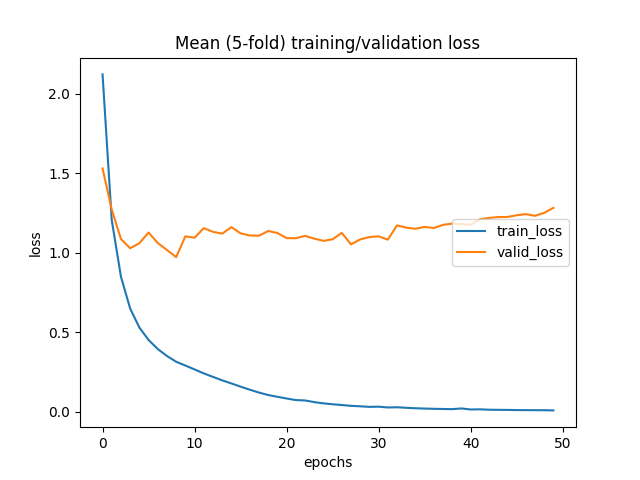 Mean (5-fold) training/validation loss
loss
2.0
1.5
1.0
0.5
0.0
train_loss
valid_loss
0 10 20 30 40 50
epochs